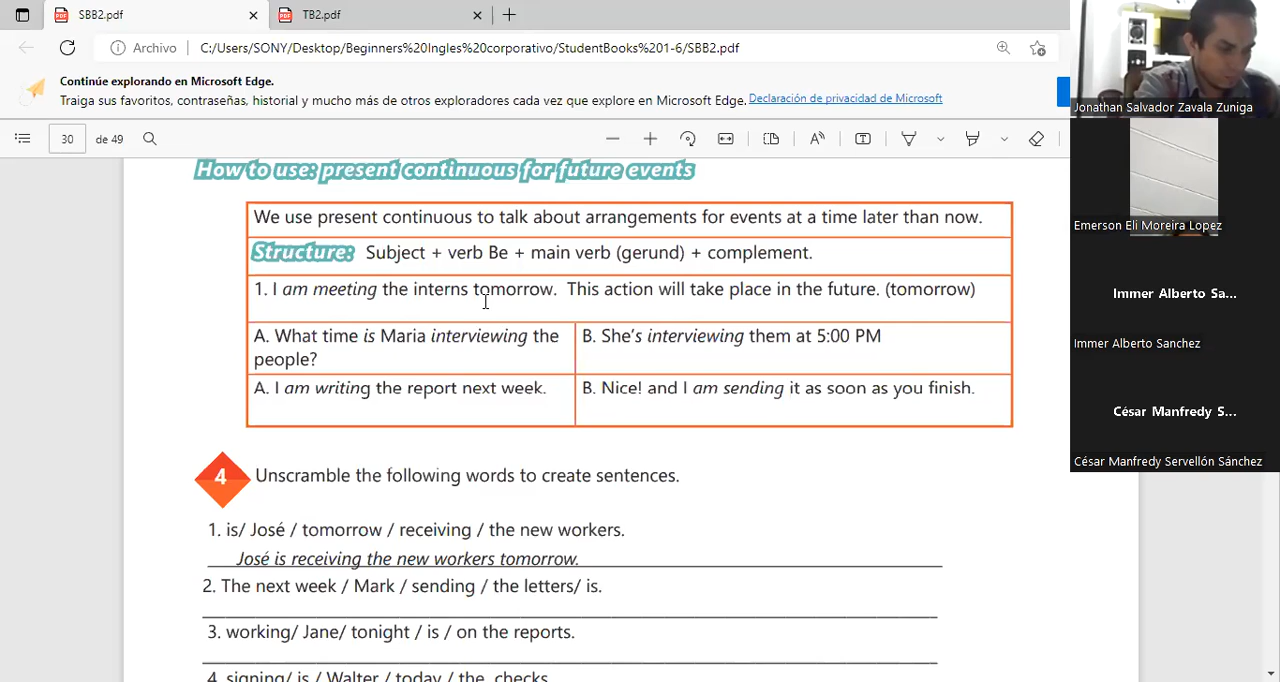 SBB2.pdf
TB2.pdf
Archivo
C:/Users/SONY/Desktop/Beginners%20Ingles%20corporativo/StudentBooks%201-6/SBB2.pdf
Continúe explorando en Microsoft Edge.
Traiga sus favoritos, contraseñas, historial y mucho más de otros exploradores cada vez que explore en Microsoft Edge. Declaración de privacidad de Microsoft
30 de 49
How to use: present continuous for future events
We use present continuous to talk about arrangements for events at a time later than now.
Structure: Subject + verb Be + main verb (gerund) + complement.
1. I am meeting the interns tomorrow. This action will take place in the future. (tomorrow)
A. What time is Maria interviewing the people?
B. She's interviewing them at 5:00 PM
A. I am writing the report next week.
B. Nice! and I am sending it as soon as you finish.
4 Unscramble the following words to create sentences.
1. is/ José / tomorrow / receiving / the new workers.
José is receiving the new workers tomorrow.
2. The next week / Mark / sending / the letters/ is.
3. working/ Jane/ tonight / is / on the reports.
4. signing/ is / Walter / today / the checks
Jonathan Salvador Zavala Zuniga
Emerson Eli Moreira Lopez
Immer Alberto Sa...
Immer Alberto Sanchez
César Manfredy S...
César Manfredy Servellón Sánchez